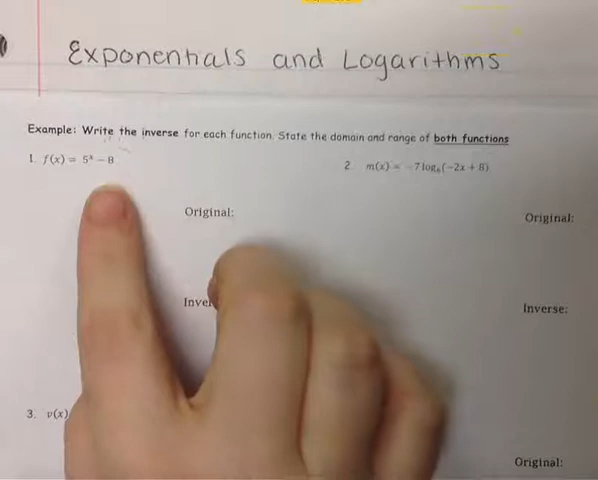 Exponentials and Logarithms
Example: Write the inverse for each function. State the domain and range of both functions
1. f(x) = 5ˣ − 8
2. m(x) = −7 log₆(−2x + 8)
Original:
Original:
Inverse:
3. v(x)
Original: